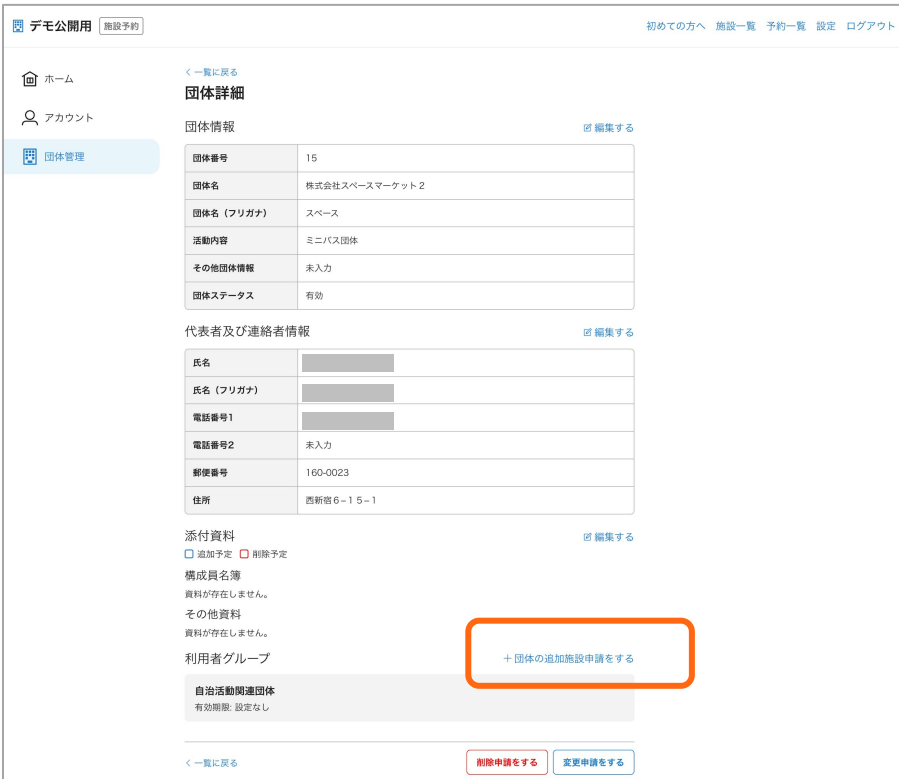 デモ公開用 施設予約 初めての方へ 施設一覧 予約一覧 設定 ログアウト
ホーム
アカウント
団体管理
く 一覧に戻る
団体詳細
団体情報 編集する
団体番号 15
団体名 株式会社スペースマーケット2
団体名（フリガナ） スペース
活動内容 ミニバス団体
その他団体情報 未入力
団体ステータス 有効
代表者及び連絡者情報 編集する
氏名
氏名（フリガナ）
電話番号1
電話番号2 未入力
郵便番号 160-0023
住所 西新宿6−15−1
添付資料 編集する
追加予定 削除予定
構成員名簿
資料が存在しません。
その他資料
資料が存在しません。
利用者グループ ＋団体の追加施設申請をする
自治活動関連団体
有効期限: 設定なし
く 一覧に戻る 削除申請をする 変更申請をする